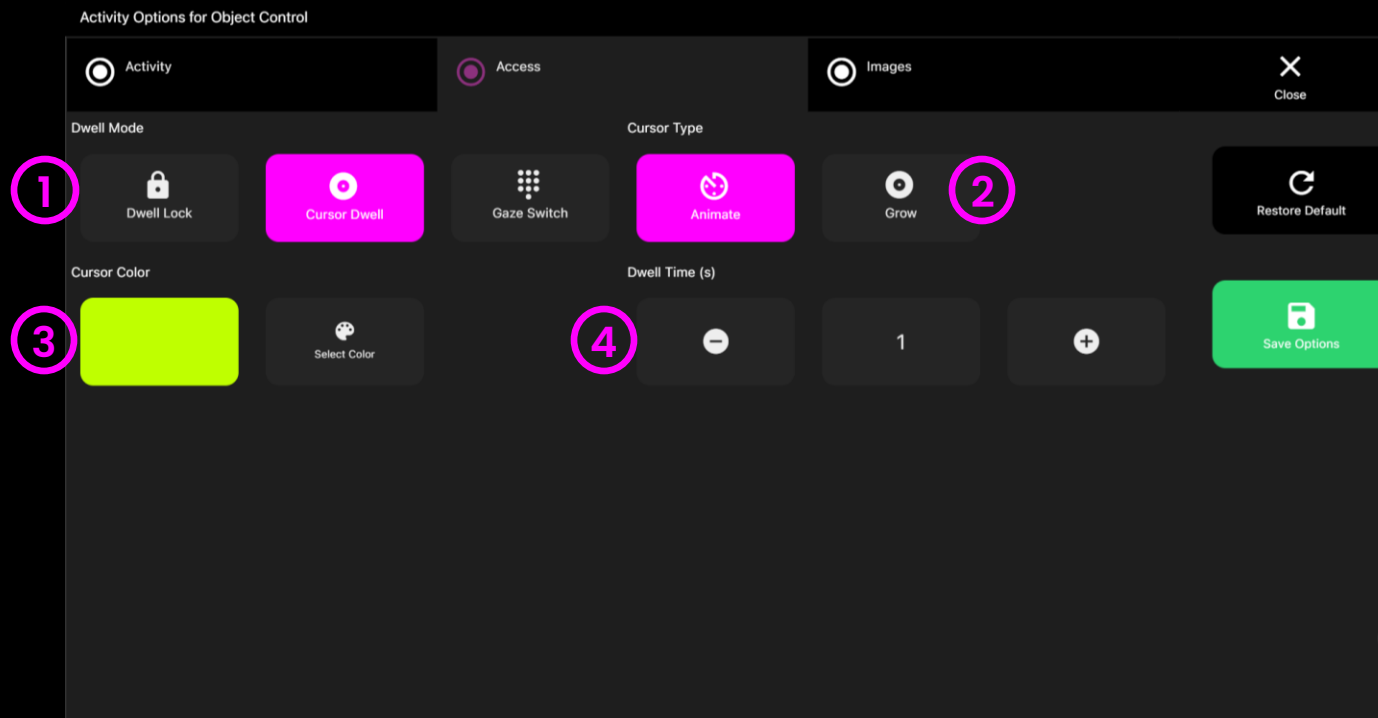 Activity Options for Object Control
Activity
Access
Images
Close
Dwell Mode
Cursor Type
1
Dwell Lock
Cursor Dwell
Gaze Switch
Animate
Grow
2
Restore Default
Cursor Color
Dwell Time (s)
3
Select Color
4
1
Save Options